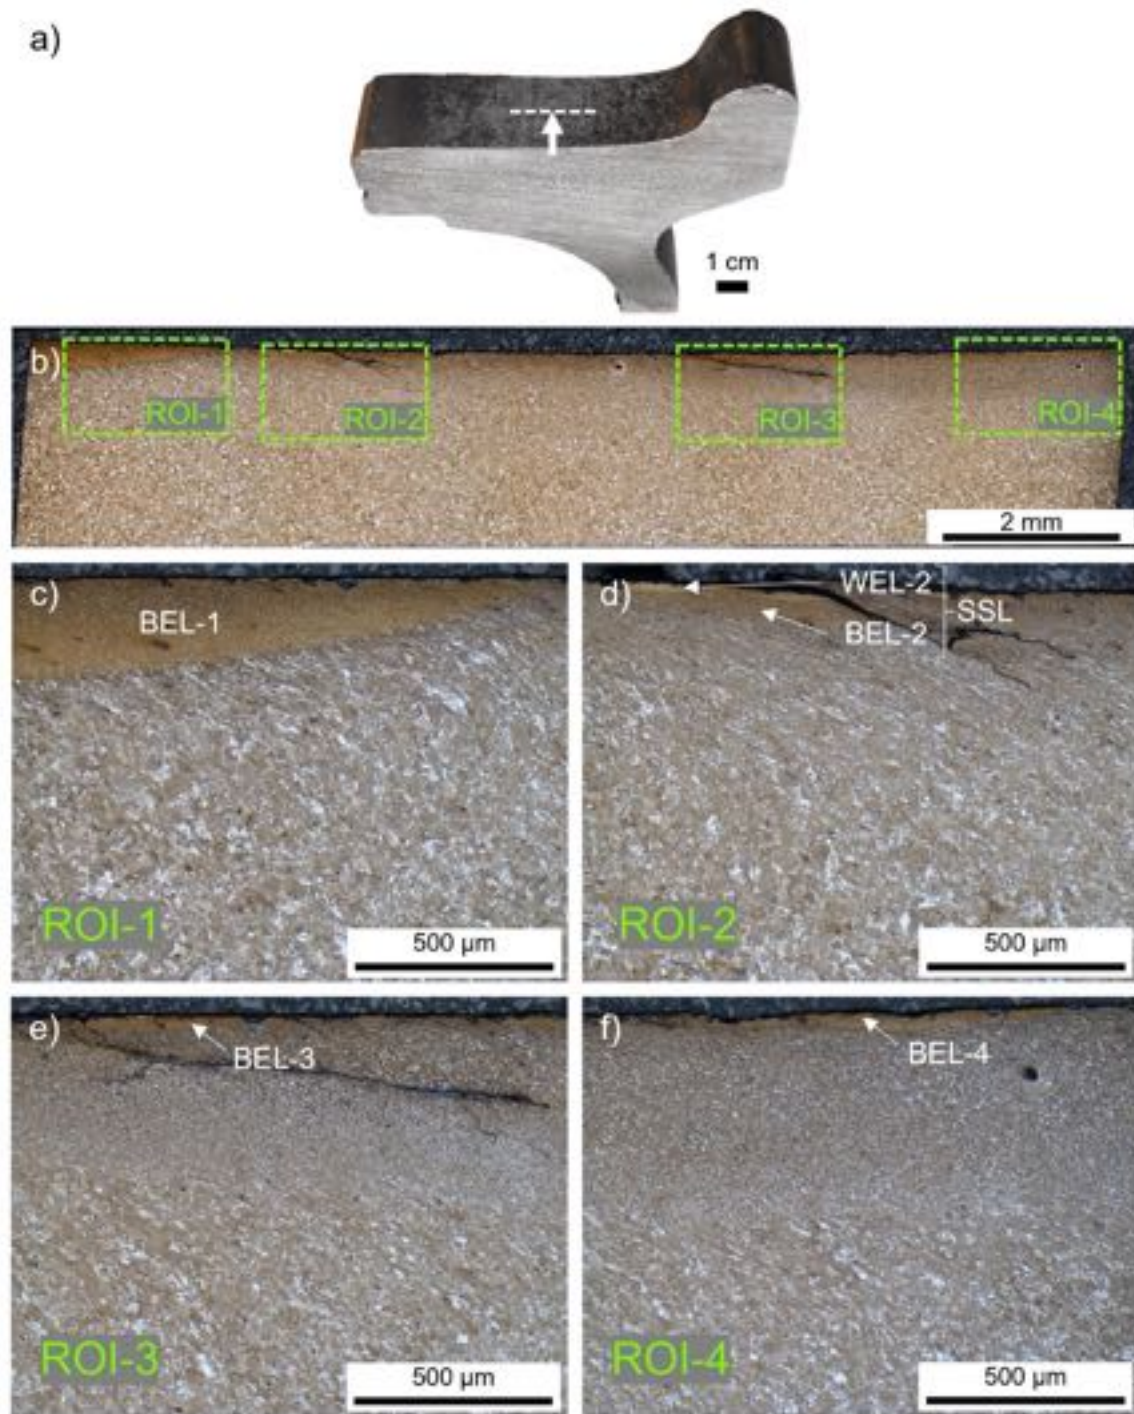 a)
1 cm
b)
ROI-1
ROI-2
ROI-3
ROI-4
2 mm
c)
BEL-1
ROI-1
500 µm
d)
WEL-2
SSL
BEL-2
ROI-2
500 µm
e)
BEL-3
ROI-3
500 µm
f)
BEL-4
ROI-4
500 µm